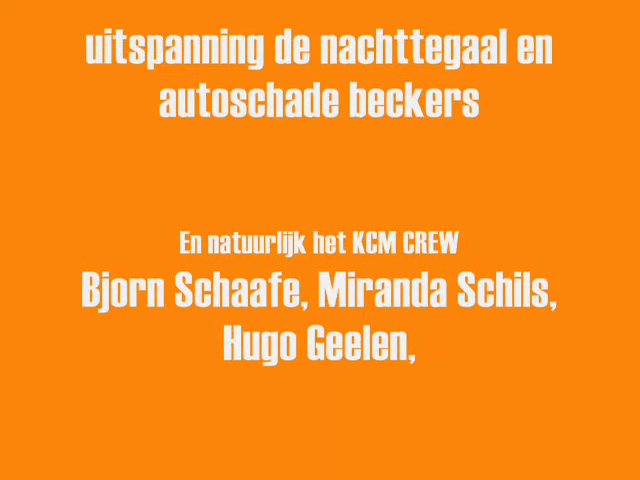 uitspanning de nachttegaal en
autoschade beckers
En natuurlijk het KCM CREW
Bjorn Schaafe, Miranda Schils,
Hugo Geelen,